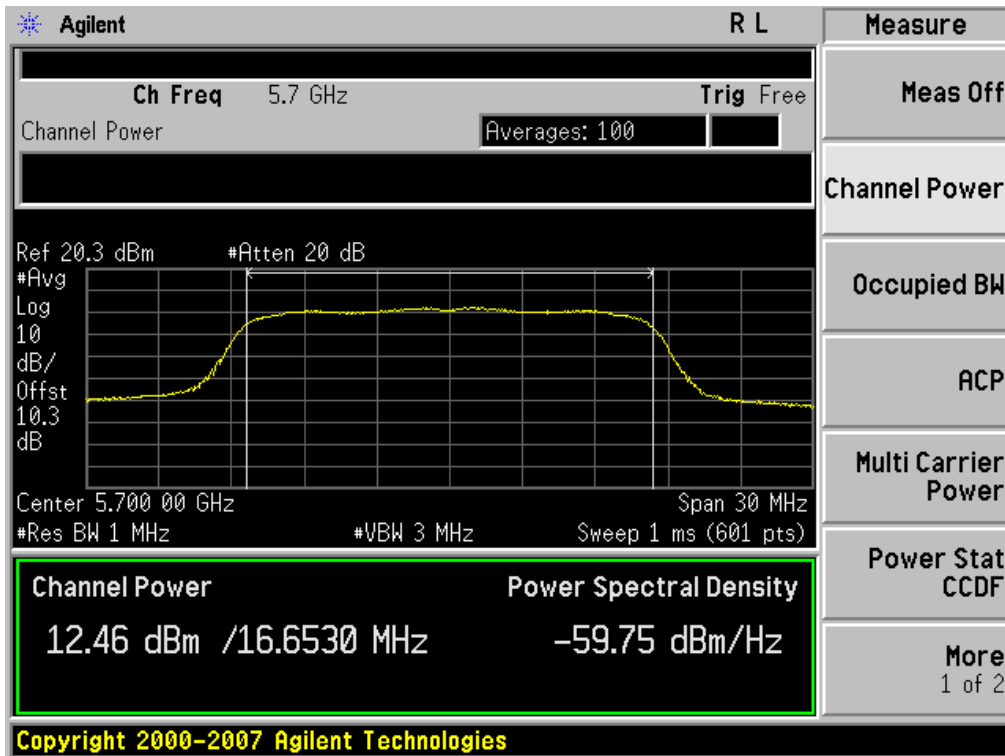 Agilent R L
Ch Freq 5.7 GHz Trig Free
Channel Power Averages: 100
Ref 20.3 dBm #Atten 20 dB
#Avg
Log
10
dB/
Offst
10.3
dB
Center 5.700 00 GHz Span 30 MHz
#Res BW 1 MHz #VBW 3 MHz Sweep 1 ms (601 pts)
Channel Power Power Spectral Density
12.46 dBm /16.6530 MHz -59.75 dBm/Hz
Copyright 2000-2007 Agilent Technologies
Measure
Meas Off
Channel Power
Occupied BW
ACP
Multi Carrier
Power
Power Stat
CCDF
More
1 of 2